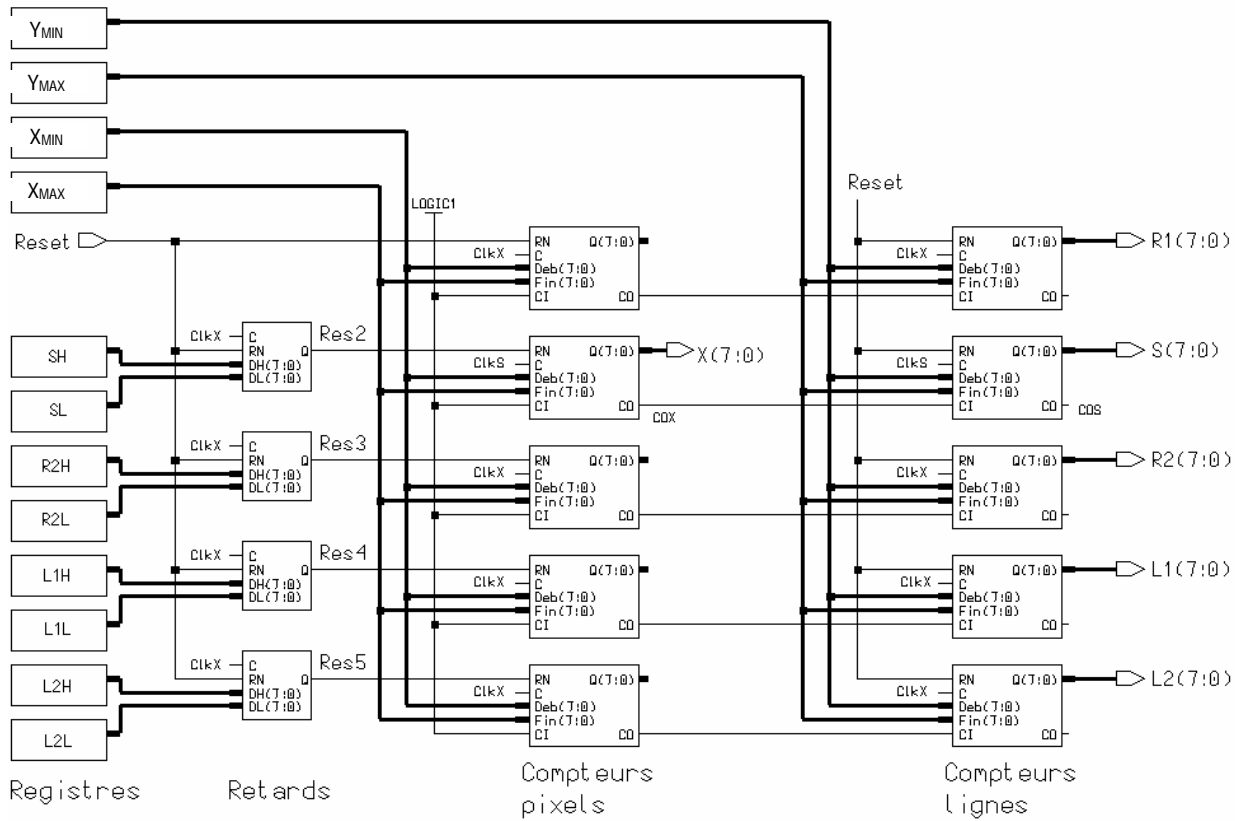 YMIN
YMAX
XMIN
XMAX
LOGIC1
Reset
Reset
RN Q(7:0)
ClkX C
Deb(7:0)
Fin(7:0)
CI CO
RN Q(7:0) R1(7:0)
ClkX C
Deb(7:0)
Fin(7:0)
CI CO
SH
SL
ClkX C
RN Q Res2
DH(7:0)
DL(7:0)
RN Q(7:0) X(7:0)
ClkS C
Deb(7:0)
Fin(7:0)
CI CO
COX
RN Q(7:0) S(7:0)
ClkS C
Deb(7:0)
Fin(7:0)
CI CO COS
R2H
R2L
ClkX C
RN Q Res3
DH(7:0)
DL(7:0)
RN Q(7:0)
ClkX C
Deb(7:0)
Fin(7:0)
CI CO
RN Q(7:0) R2(7:0)
ClkX C
Deb(7:0)
Fin(7:0)
CI CO
L1H
L1L
ClkX C
RN Q Res4
DH(7:0)
DL(7:0)
RN Q(7:0)
ClkX C
Deb(7:0)
Fin(7:0)
CI CO
RN Q(7:0) L1(7:0)
ClkX C
Deb(7:0)
Fin(7:0)
CI CO
L2H
L2L
ClkX C
RN Q Res5
DH(7:0)
DL(7:0)
RN Q(7:0)
ClkX C
Deb(7:0)
Fin(7:0)
CI CO
RN Q(7:0) L2(7:0)
ClkX C
Deb(7:0)
Fin(7:0)
CI CO
Registres
Retards
Compteurs
pixels
Compteurs
lignes